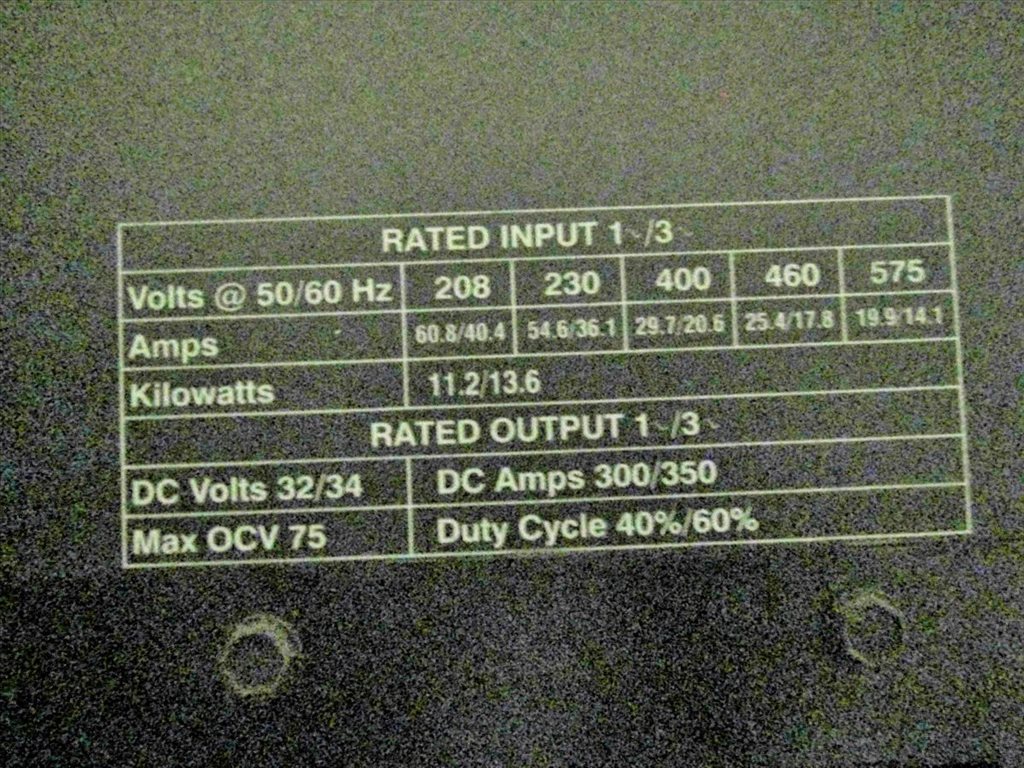 RATED INPUT 1~/3~
Volts @ 50/60 Hz 208 230 400 460 575
Amps 60.8/40.4 54.6/36.1 29.7/20.6 25.4/17.8 19.9/14.1
Kilowatts 11.2/13.6
RATED OUTPUT 1~/3~
DC Volts 32/34 DC Amps 300/350
Max OCV 75 Duty Cycle 40%/60%